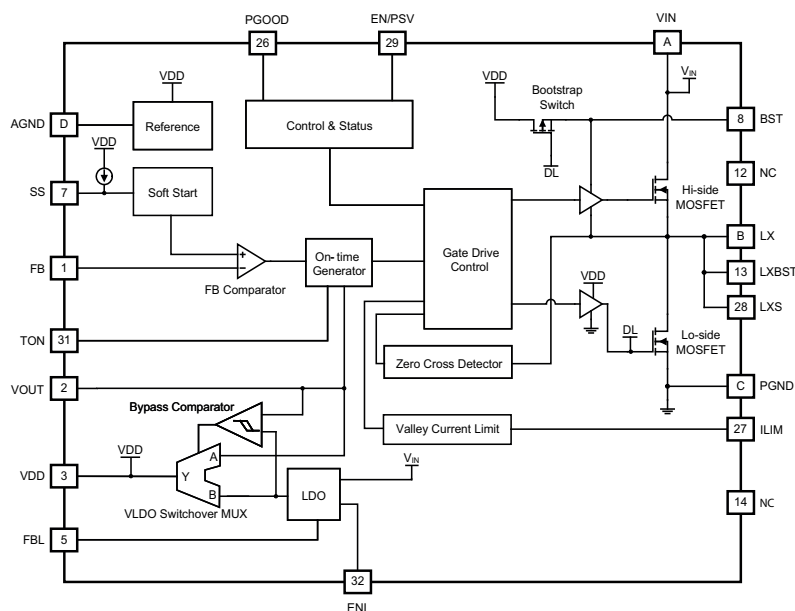 PGOOD
EN/PSV
VIN
26
29
A
VDD
VDD
Bootstrap
Switch
VIN
AGND
D
Reference
Control & Status
8
BST
VDD
DL
SS
7
Soft Start
12
NC
Hi-side
MOSFET
FB
1
+
−
FB Comparator
On-time
Generator
Gate Drive
Control
B
LX
13
LXBST
VDD
28
LXS
TON
31
DL
Lo-side
MOSFET
Zero Cross Detector
VOUT
2
C
PGND
Bypass Comparator
Valley Current Limit
27
ILIM
VDD
3
VDD
Y
A
B
VIN
LDO
VLDO Switchover MUX
14
NC
FBL
5
32